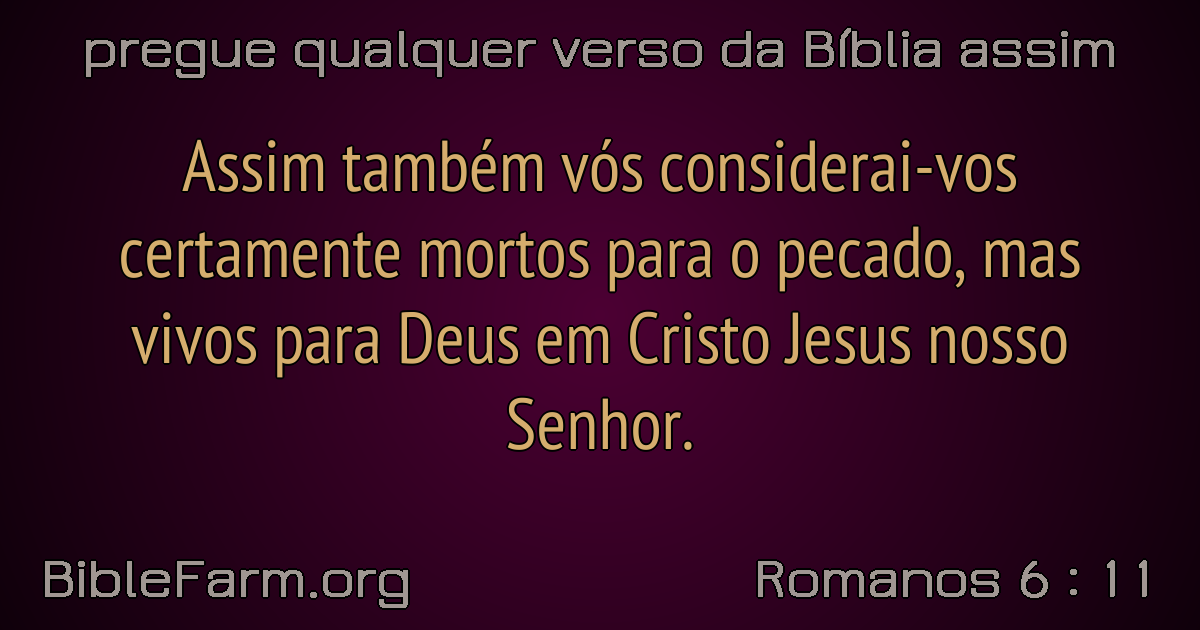 pregue qualquer verso da Bíblia assim
Assim também vós considerai-vos
certamente mortos para o pecado, mas
vivos para Deus em Cristo Jesus nosso
Senhor.
BibleFarm.org
Romanos 6 : 11